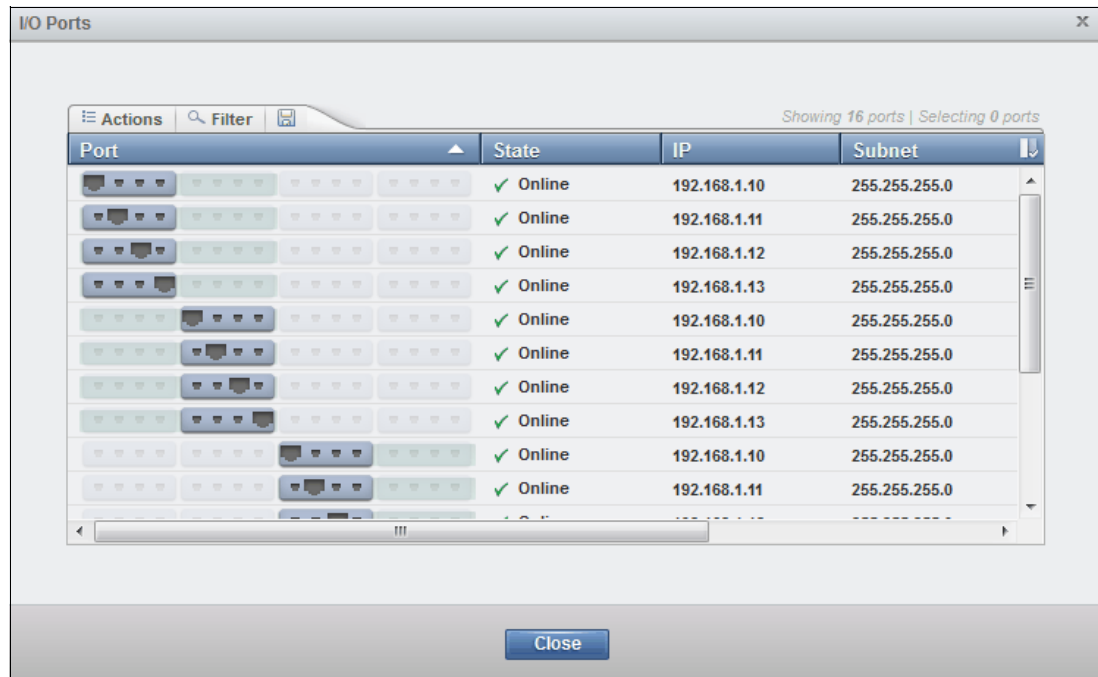 I/O Ports x
Actions Filter Showing 16 ports | Selecting 0 ports
Port State IP Subnet
Online 192.168.1.10 255.255.255.0
Online 192.168.1.11 255.255.255.0
Online 192.168.1.12 255.255.255.0
Online 192.168.1.13 255.255.255.0
Online 192.168.1.10 255.255.255.0
Online 192.168.1.11 255.255.255.0
Online 192.168.1.12 255.255.255.0
Online 192.168.1.13 255.255.255.0
Online 192.168.1.10 255.255.255.0
Online 192.168.1.11 255.255.255.0
Close